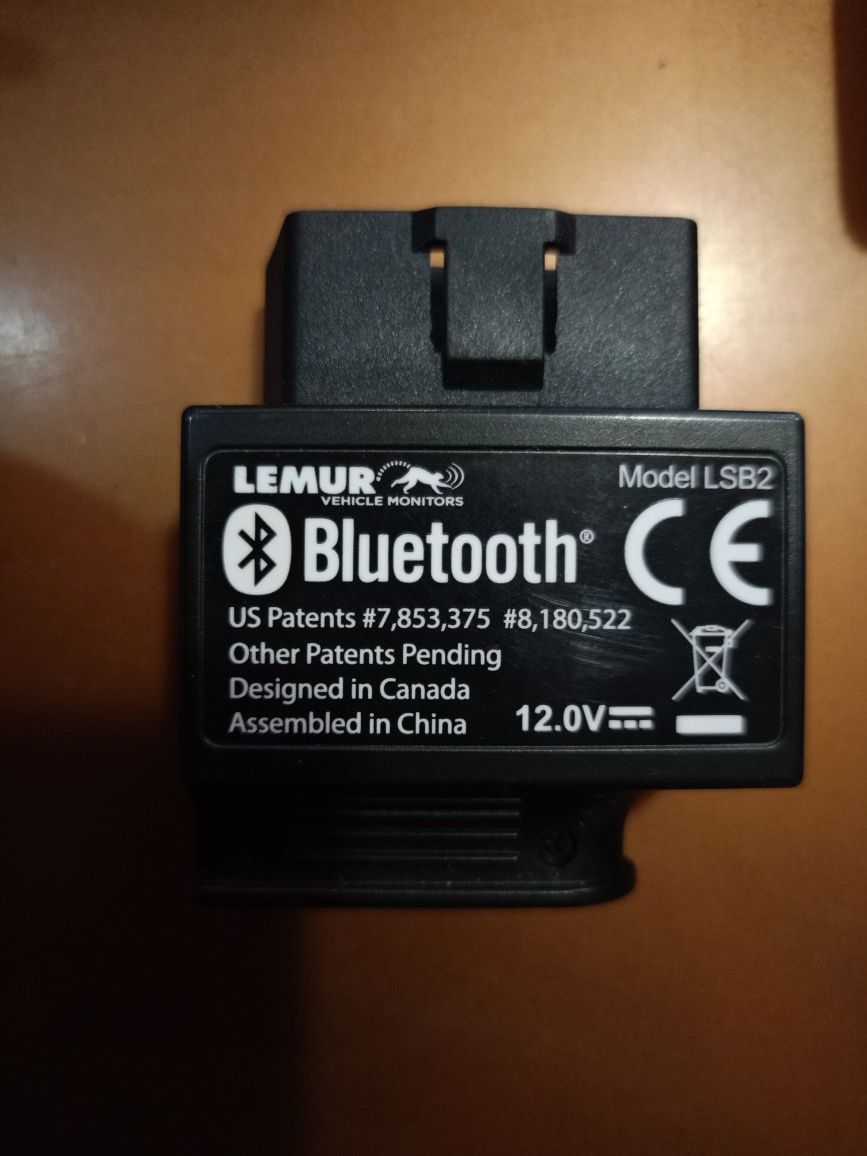 LEMUR
VEHICLE MONITORS
Model LSB2
Bluetooth®
CE
US Patents #7,853,375 #8,180,522
Other Patents Pending
Designed in Canada
Assembled in China
12.0V